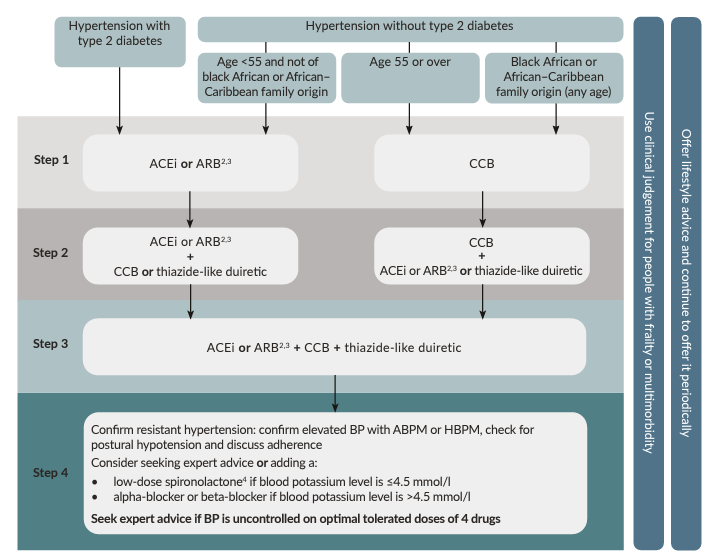 Hypertension with
type 2 diabetes
Hypertension without type 2 diabetes
Age <55 and not of
black African or African–
Caribbean family origin
Age 55 or over
Black African or
African–Caribbean
family origin (any age)
Step 1
ACEi or ARB2,3
CCB
Step 2
ACEi or ARB2,3
+
CCB or thiazide-like duiretic
CCB
+
ACEi or ARB2,3 or thiazide-like duiretic
Step 3
ACEi or ARB2,3 + CCB + thiazide-like duiretic
Step 4
Confirm resistant hypertension: confirm elevated BP with ABPM or HBPM, check for
postural hypotension and discuss adherence
Consider seeking expert advice or adding a:
• low-dose spironolactone4 if blood potassium level is ≤4.5 mmol/l
• alpha-blocker or beta-blocker if blood potassium level is >4.5 mmol/l
Seek expert advice if BP is uncontrolled on optimal tolerated doses of 4 drugs
Use clinical judgement for people with frailty or multimorbidity
Offer lifestyle advice and continue to offer it periodically